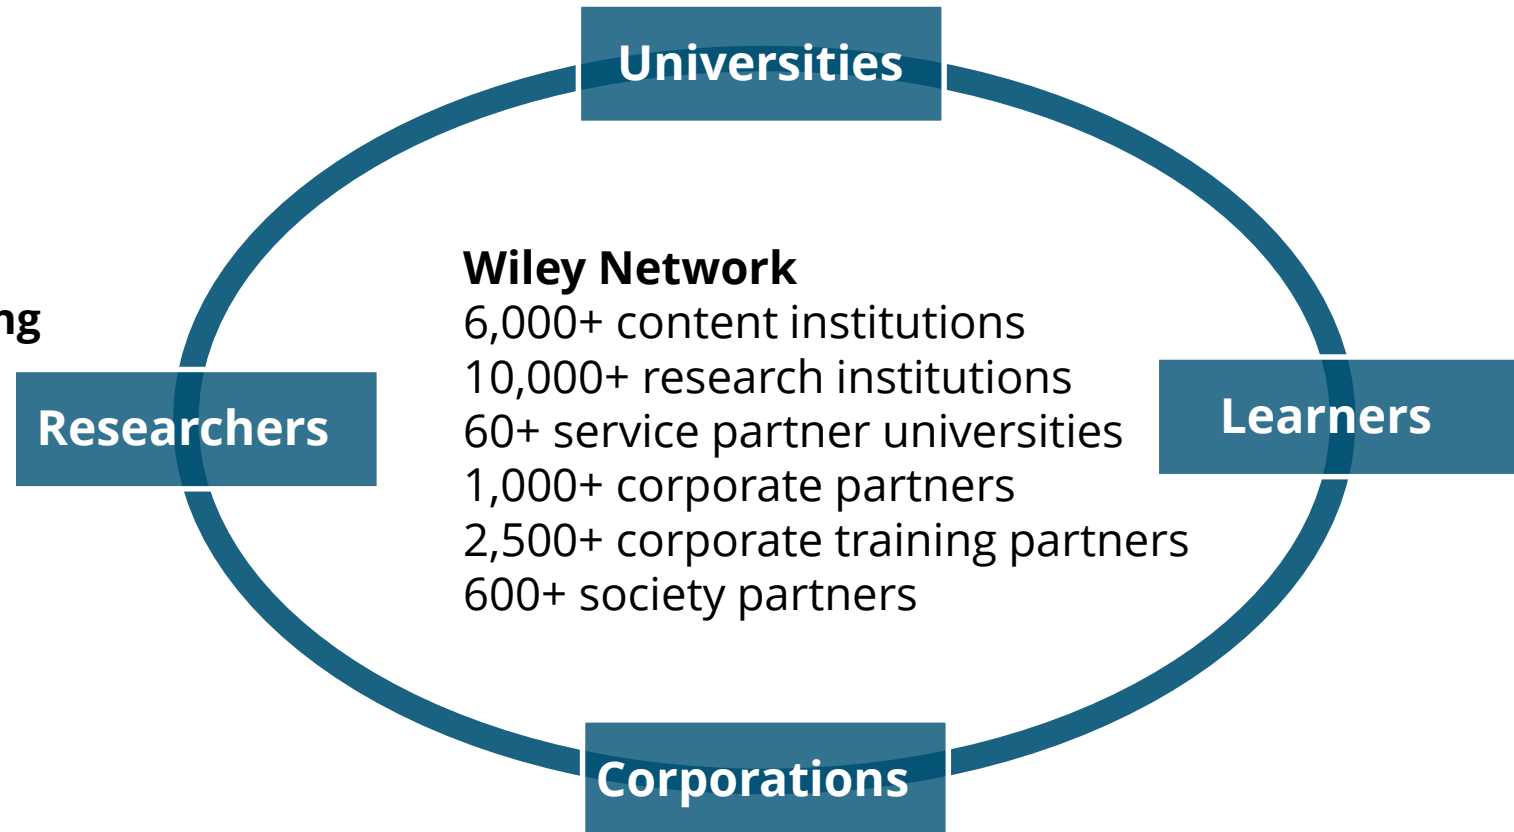 Universities
Wiley Network
6,000+ content institutions
ng
10,000+ research institutions
Researchers
60+ service partner universities
Learners
1,000+ corporate partners
2,500+ corporate training partners
600+ society partners
Corporations